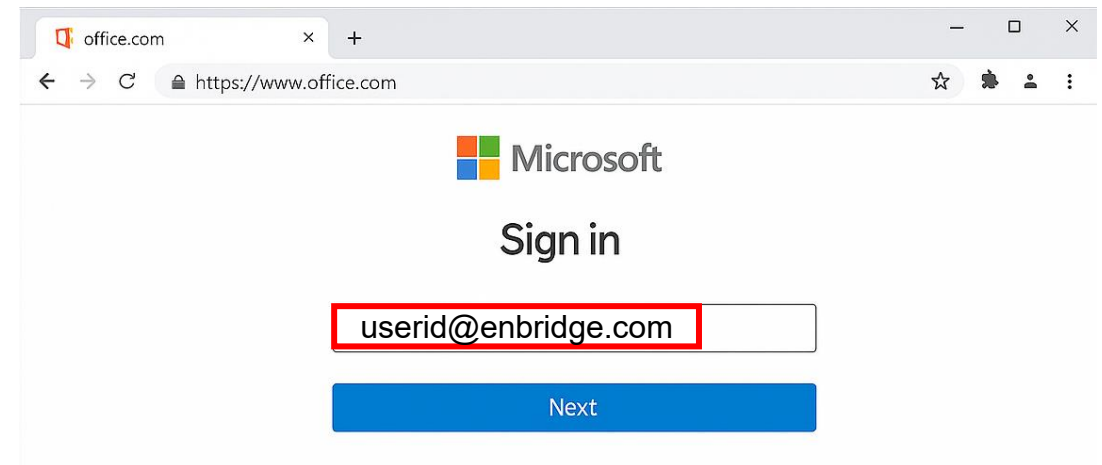 office.com
https://www.office.com
Microsoft
Sign in
userid@enbridge.com
Next